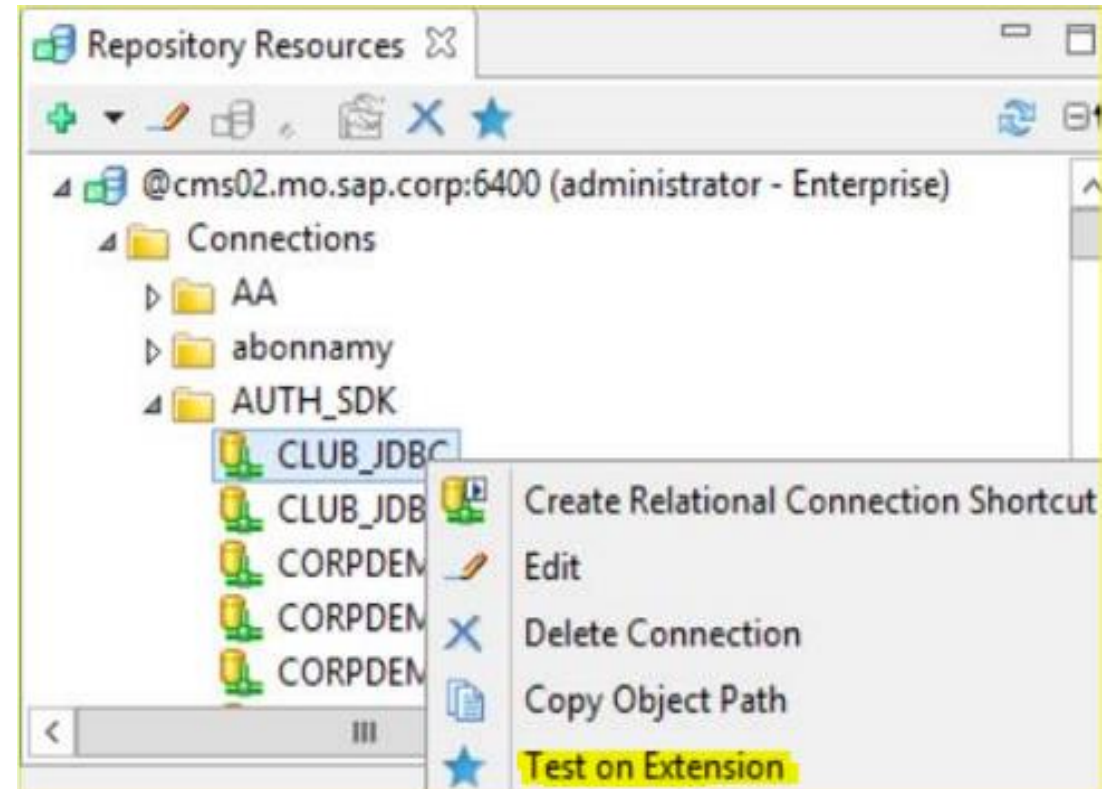 Repository Resources
@cms02.mo.sap.corp:6400 (administrator - Enterprise)
Connections
AA
abonnamy
AUTH_SDK
CLUB_JDBC
CLUB_JDB
CORPDEM
CORPDEM
CORPDEM
Create Relational Connection Shortcut
Edit
Delete Connection
Copy Object Path
Test on Extension